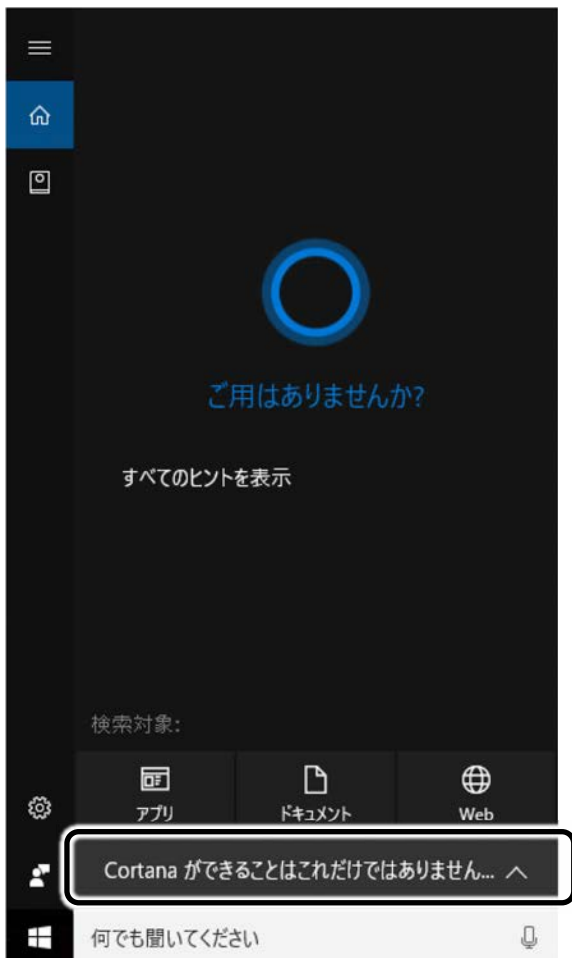 ご用はありませんか?
すべてのヒントを表示
検索対象:
アプリ
ドキュメント
Web
Cortana ができることはこれだけではありません...
何でも聞いてください